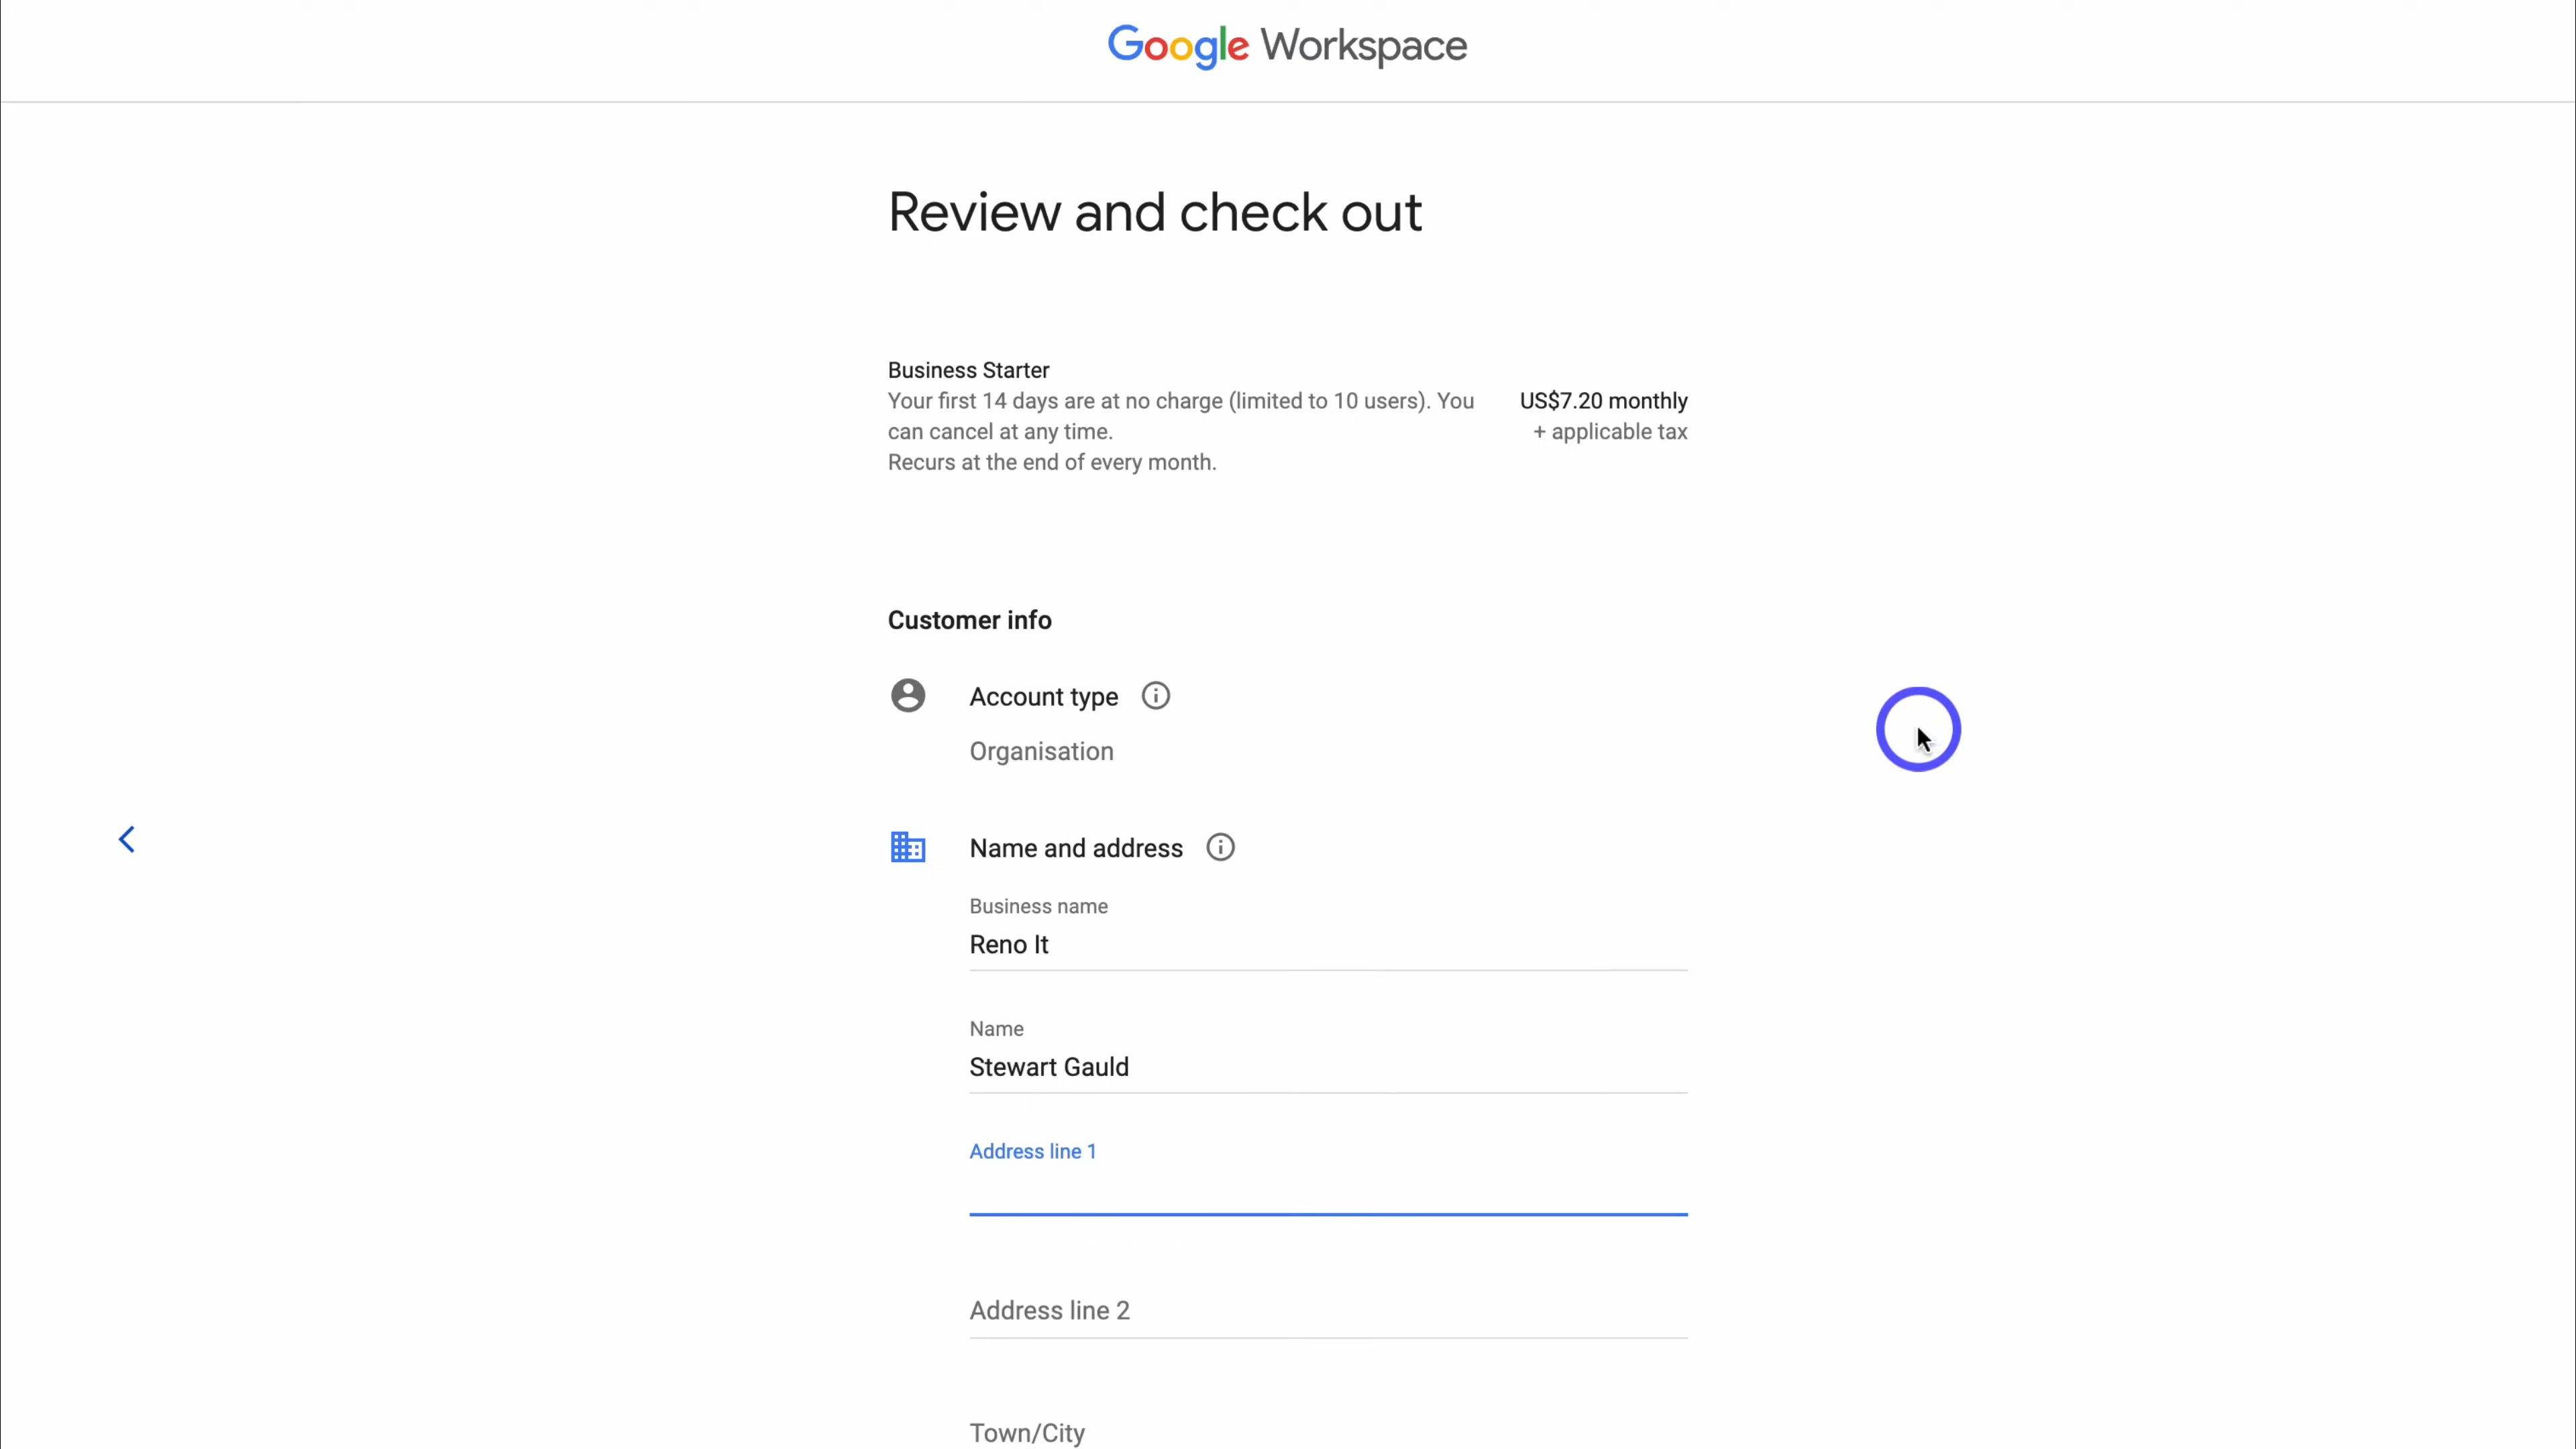 Google Workspace
Review and check out
Business Starter
Your first 14 days are at no charge (limited to 10 users). You
can cancel at any time.
Recurs at the end of every month.
US$7.20 monthly
+ applicable tax
Customer info
Account type
Organisation
Name and address
Business name
Reno It
Name
Stewart Gauld
Address line 1
Address line 2
Town/City